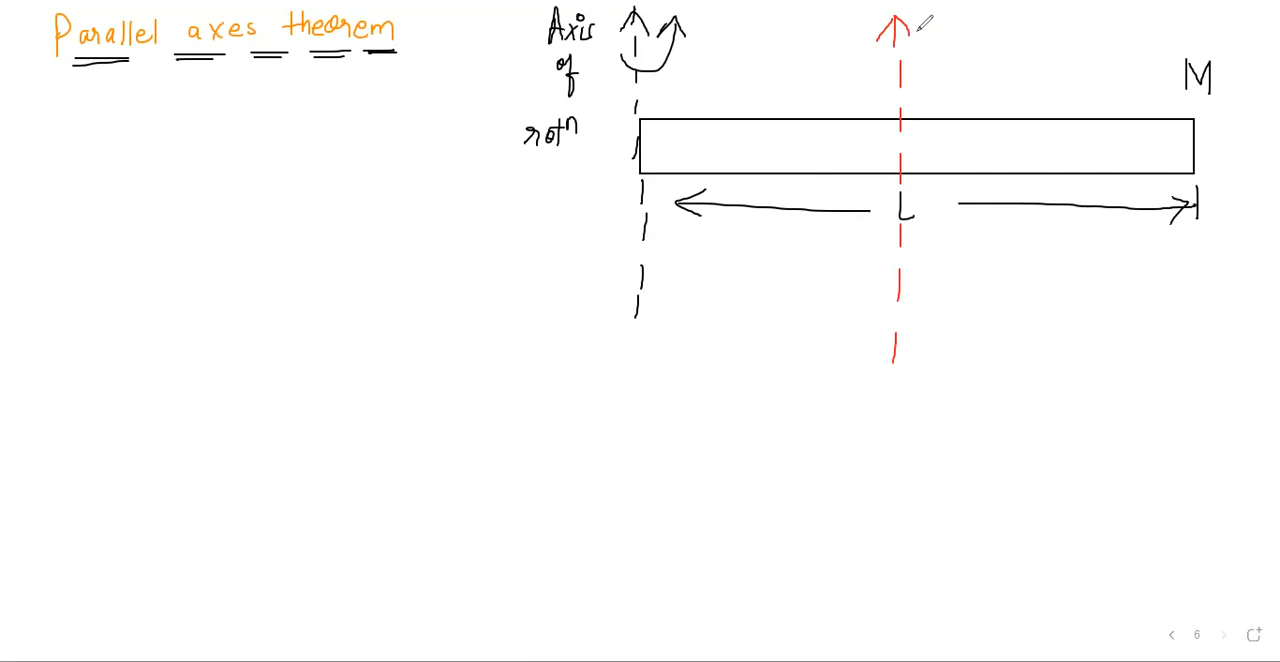 Parallel axes theorem
Axis
of
rotⁿ
M
L
6